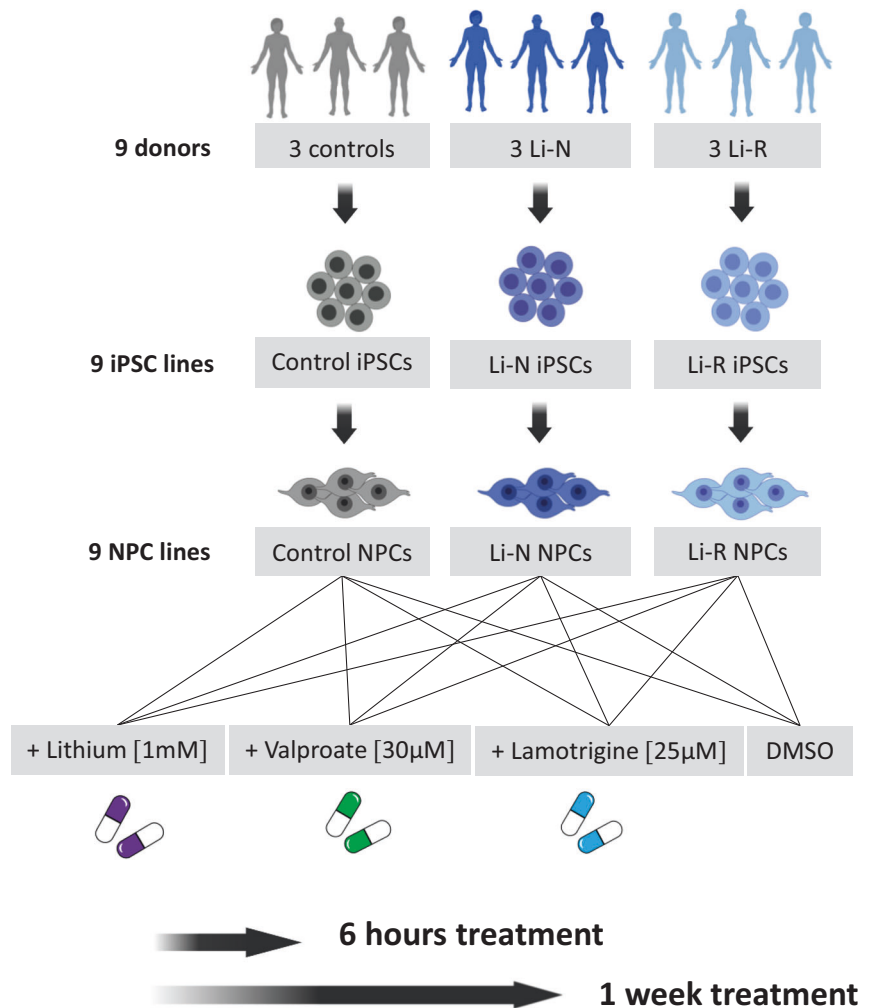 9 donors 3 controls 3 Li-N 3 Li-R
9 iPSC lines Control iPSCs Li-N iPSCs Li-R iPSCs
9 NPC lines Control NPCs Li-N NPCs Li-R NPCs
+ Lithium [1mM] + Valproate [30µM] + Lamotrigine [25µM] DMSO
6 hours treatment
1 week treatment